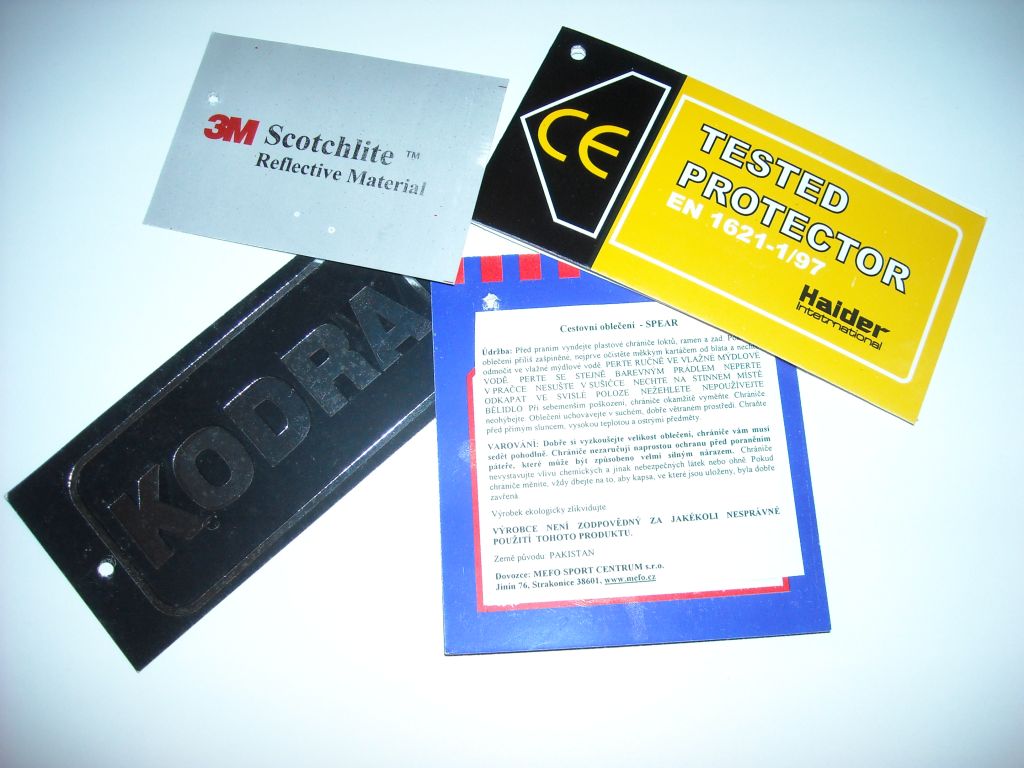 3M Scotchlite ™
Reflective Material
CE
TESTED
PROTECTOR
EN 1621-1/97
Haider
Intetrnational
KODRA
Cestovní oblečení - SPEAR
Údržba: Před praním vyndejte plastové chrániče loktů, ramen a zad.
oblečení příliš zašpiněné, nejprve očistěte měkkým kartáčem od bláta a nechte
odmočit ve vlažné mýdlové vodě. PERTE RUČNĚ VE VLAŽNÉ MÝDLOVÉ
VODĚ. PERTE SE STEJNĚ BAREVNÝM PRÁDLEM NEPERTE
V PRAČCE NESUŠTE V SUŠIČCE NECHTE NA STINNÉM MÍSTĚ
ODKAPAT VE SVISLÉ POLOZE NEŽEHLETE NEPOUŽÍVEJTE
BĚLIDLO Při sebemenším poškození, chrániče okamžitě vyměňte Chrániče
neohýbejte. Oblečení uchovávejte v suchém, dobře větraném prostředí. Chraňte
před přímým sluncem, vysokou teplotou a ostrými předměty
VAROVÁNÍ: Dobře si vyzkoušejte velikost oblečení, chrániče vám musí
sedět pohodlně. Chrániče nezaručují naprostou ochranu před poraněním
páteře, které může být způsobeno velmi silným nárazem. Chrániče
nevystavujte vlivu chemických a jinak nebezpečných látek nebo ohně. Pokud
chrániče měníte, vždy dbejte na to, aby kapsa, ve které jsou uloženy, byla dobře
zavřená.
Výrobek ekologicky zlikvidujte
VÝROBCE NENÍ ZODPOVĚDNÝ ZA JAKÉKOLI NESPRÁVNÉ
POUŽITÍ TOHOTO PRODUKTU.
Země původu PAKISTAN
Dovozce: MEFO SPORT CENTRUM s.r.o.
Jinín 76, Strakonice 38601, www.mefo.cz